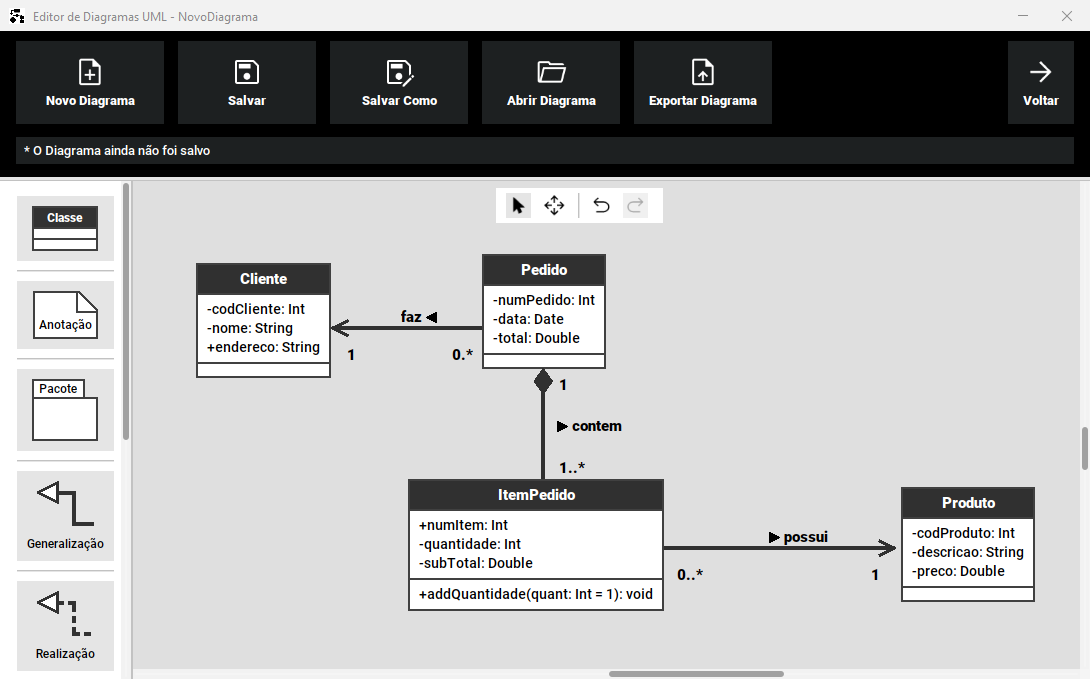 Editor de Diagramas UML - NovoDiagrama
Novo Diagrama
Salvar
Salvar Como
Abrir Diagrama
Exportar Diagrama
Voltar
* O Diagrama ainda não foi salvo
Classe
Anotação
Pacote
Generalização
Realização
Cliente
-codCliente: Int
-nome: String
+endereco: String
faz ◀
1
0.*
Pedido
-numPedido: Int
-data: Date
-total: Double
1
▶ contem
1..*
ItemPedido
+numItem: Int
-quantidade: Int
-subTotal: Double
+addQuantidade(quant: Int = 1): void
▶ possui
0..*
1
Produto
-codProduto: Int
-descricao: String
-preco: Double